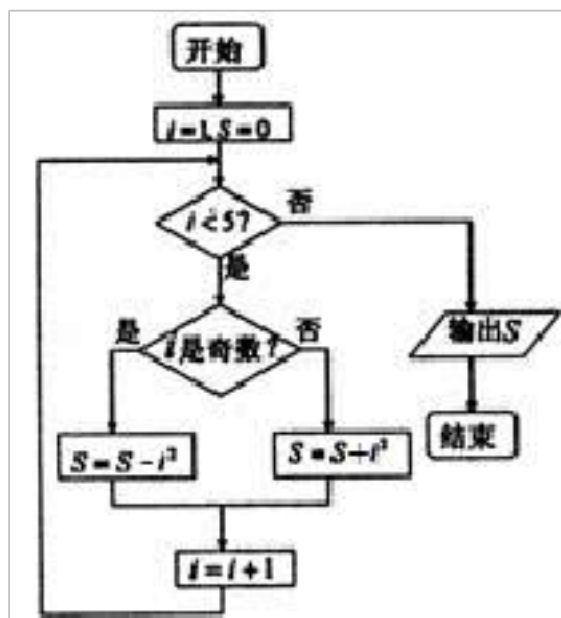 开始
i=1,S=0
i<5?
否
是
i是奇数?
是
否
输出S
S=S-i²
S=S+i²
结束
i=i+1